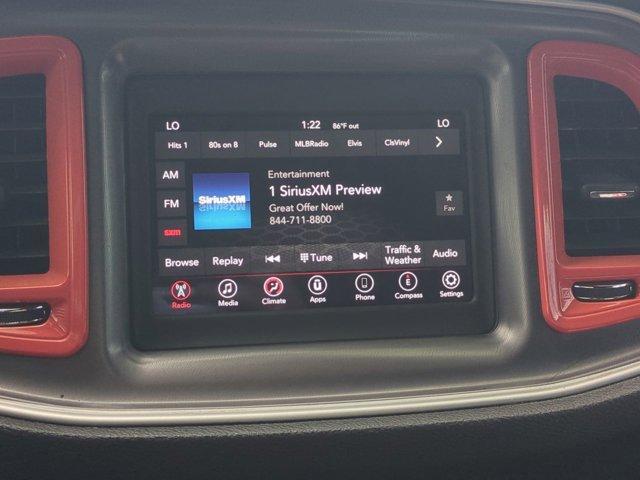 LO 1:22 86°F out LO
Hits 1 80s on 8 Pulse MLBRadio Elvis ClsVinyl
AM
FM
sxm
SiriusXM
Entertainment
1 SiriusXM Preview
Great Offer Now!
844-711-8800
Fav
Browse Replay Tune Traffic & Weather Audio
Radio Media Climate Apps Phone E Compass Settings